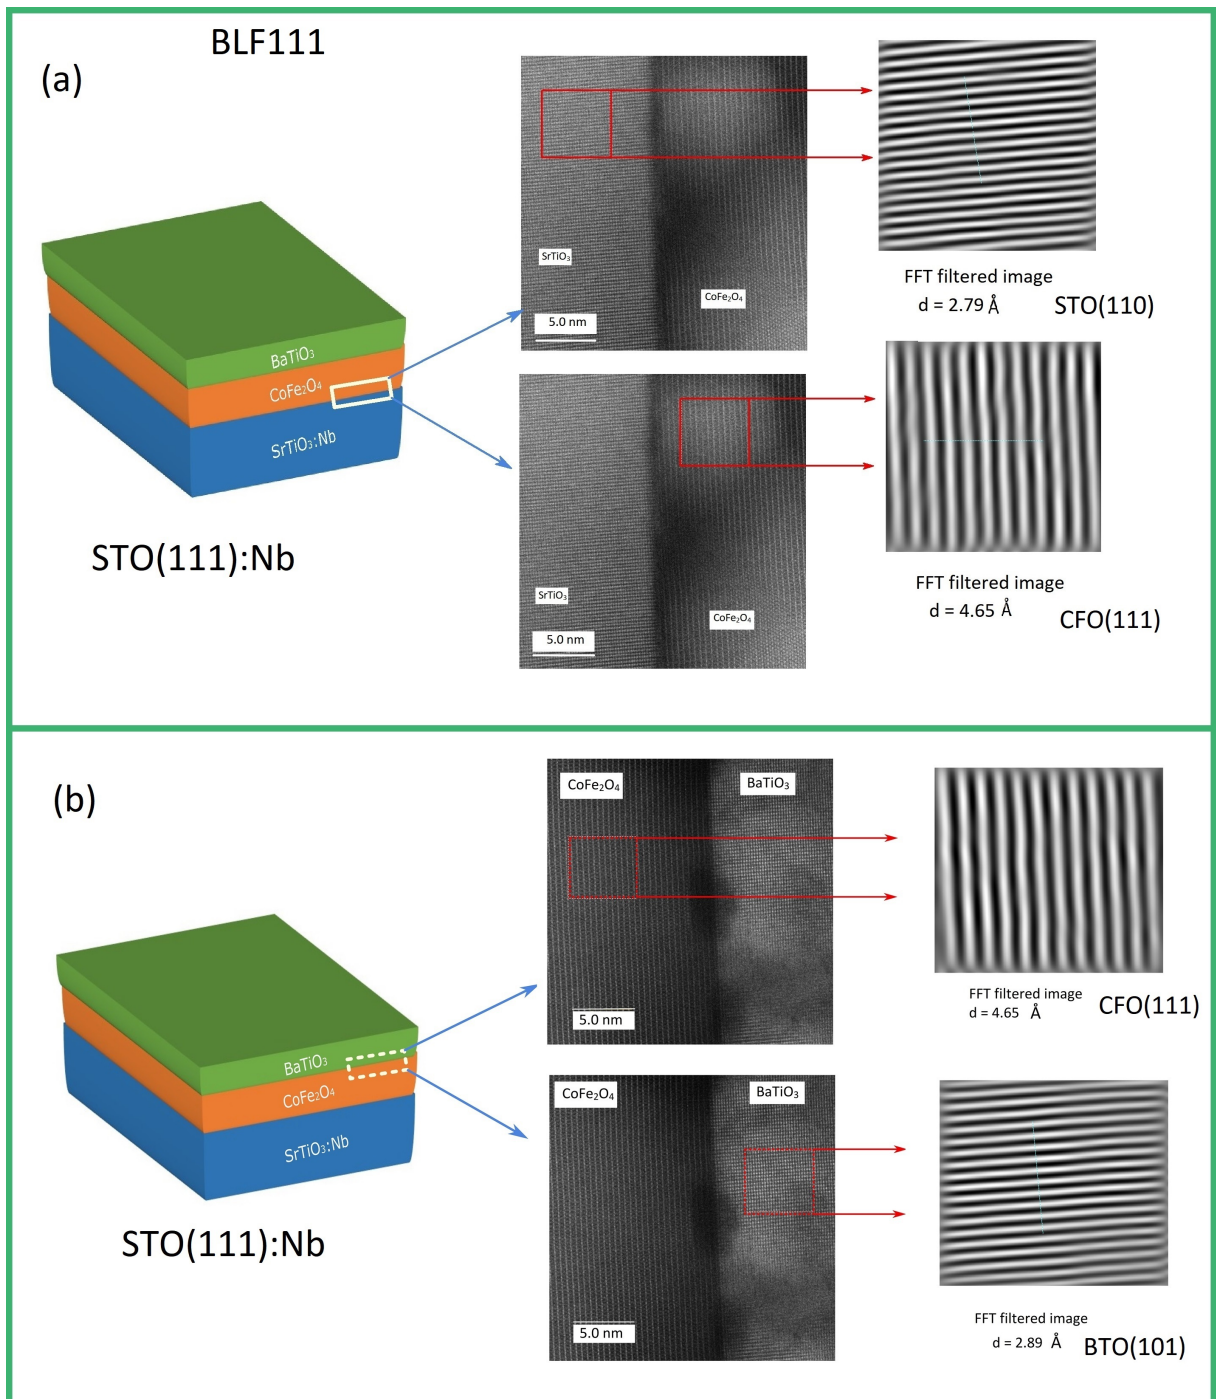 BLF111
(a)
SrTiO₃
CoFe₂O₄
5.0 nm
FFT filtered image
d = 2.79 Å
STO(110)
BaTiO₃
CoFe₂O₄
SrTiO₃:Nb
STO(111):Nb
SrTiO₃
CoFe₂O₄
5.0 nm
FFT filtered image
d = 4.65 Å
CFO(111)
(b)
CoFe₂O₄
BaTiO₃
5.0 nm
FFT filtered image
d = 4.65 Å
CFO(111)
BaTiO₃
CoFe₂O₄
SrTiO₃:Nb
STO(111):Nb
CoFe₂O₄
BaTiO₃
5.0 nm
FFT filtered image
d = 2.89 Å
BTO(101)